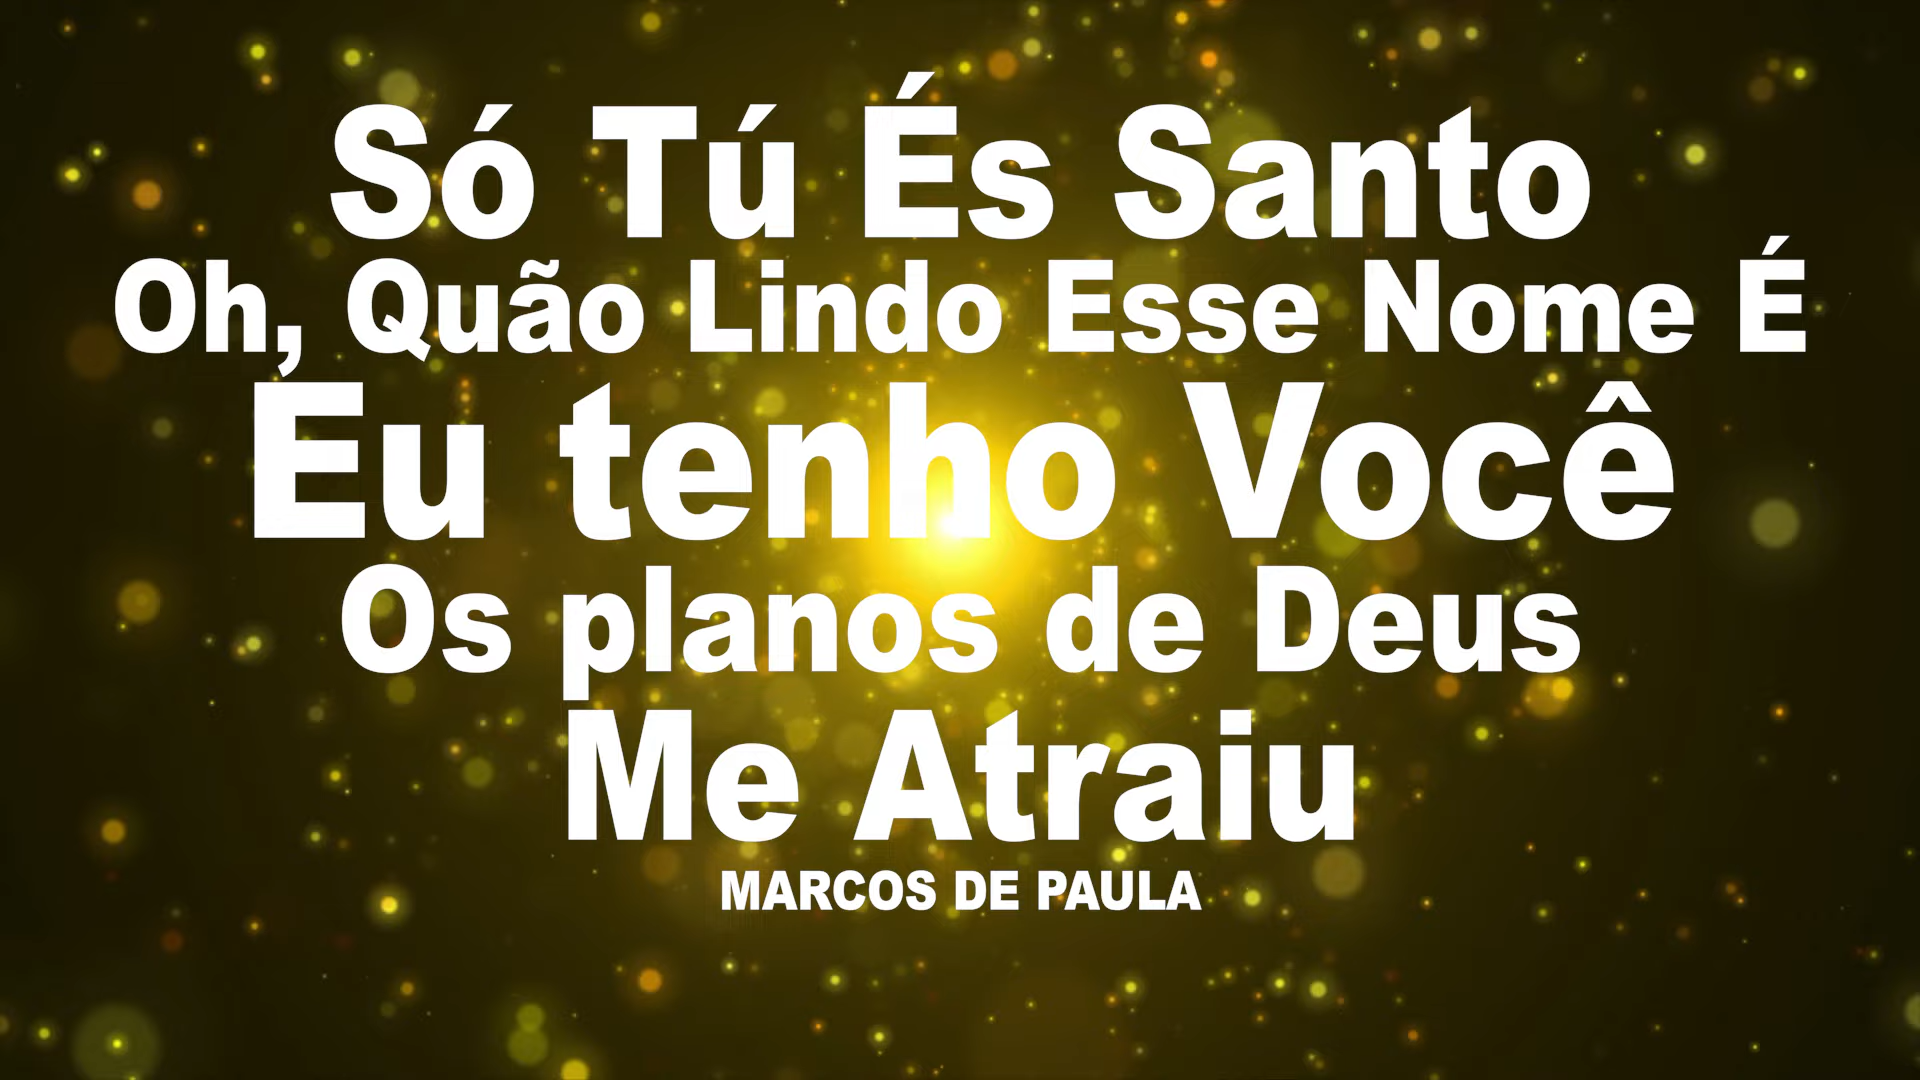 Só Tú És Santo
Oh, Quão Lindo Esse Nome É
Eu tenho Você
Os planos de Deus
Me Atraiu
MARCOS DE PAULA